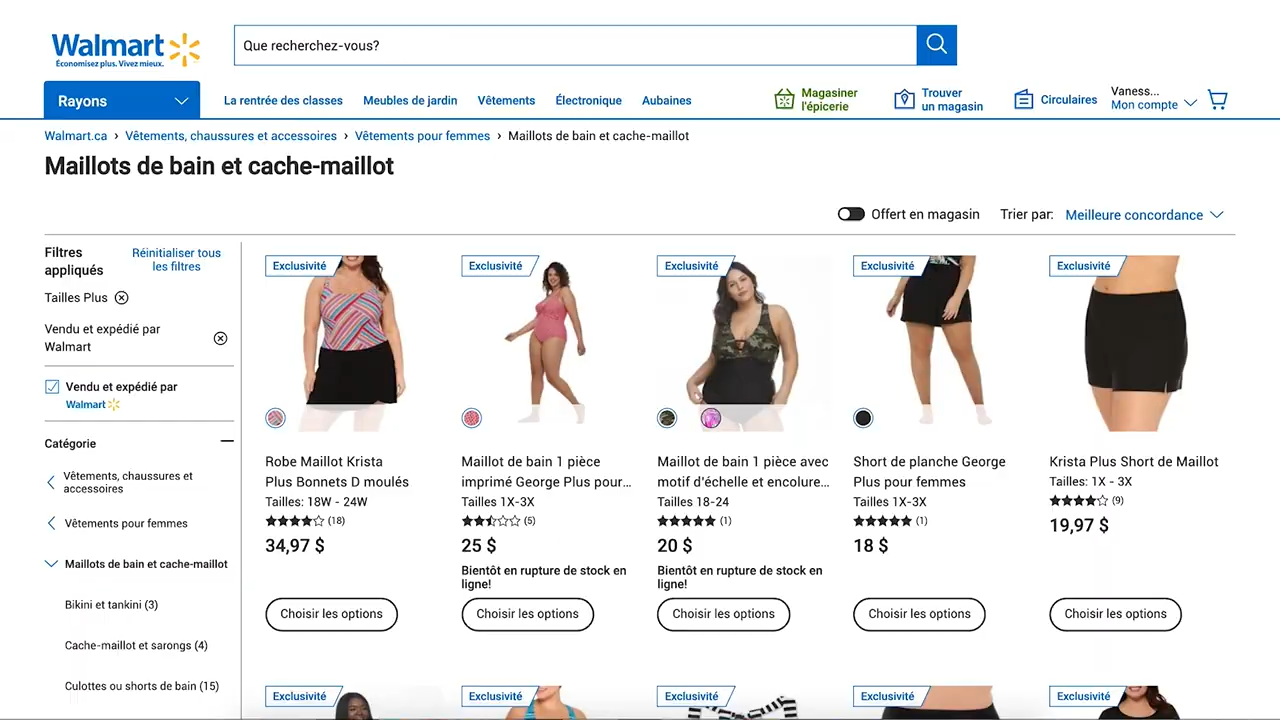 Walmart
Économisez plus. Vivez mieux.
Que recherchez-vous?
Rayons
La rentrée des classes
Meubles de jardin
Vêtements
Électronique
Aubaines
Magasiner
l'épicerie
Trouver
un magasin
Circulaires
Vaness...
Mon compte
Walmart.ca › Vêtements, chaussures et accessoires › Vêtements pour femmes › Maillots de bain et cache-maillot
Maillots de bain et cache-maillot
Offert en magasin
Trier par: Meilleure concordance
Filtres
appliqués
Réinitialiser tous
les filtres
Tailles Plus
Vendu et expédié par
Walmart
Vendu et expédié par
Walmart
Catégorie
Vêtements, chaussures et
accessoires
Vêtements pour femmes
Maillots de bain et cache-maillot
Bikini et tankini (3)
Cache-maillot et sarongs (4)
Culottes ou shorts de bain (15)
Exclusivité
Robe Maillot Krista
Plus Bonnets D moulés
Tailles: 18W - 24W
(18)
34,97 $
Choisir les options
Exclusivité
Maillot de bain 1 pièce
imprimé George Plus pour...
Tailles 1X-3X
(5)
25 $
Bientôt en rupture de stock en
ligne!
Choisir les options
Exclusivité
Maillot de bain 1 pièce avec
motif d'échelle et encolure...
Tailles 18-24
(1)
20 $
Bientôt en rupture de stock en
ligne!
Choisir les options
Exclusivité
Short de planche George
Plus pour femmes
Tailles 1X-3X
(1)
18 $
Choisir les options
Exclusivité
Krista Plus Short de Maillot
Tailles: 1X - 3X
(9)
19,97 $
Choisir les options
Exclusivité
Exclusivité
Exclusivité
Exclusivité
Exclusivité